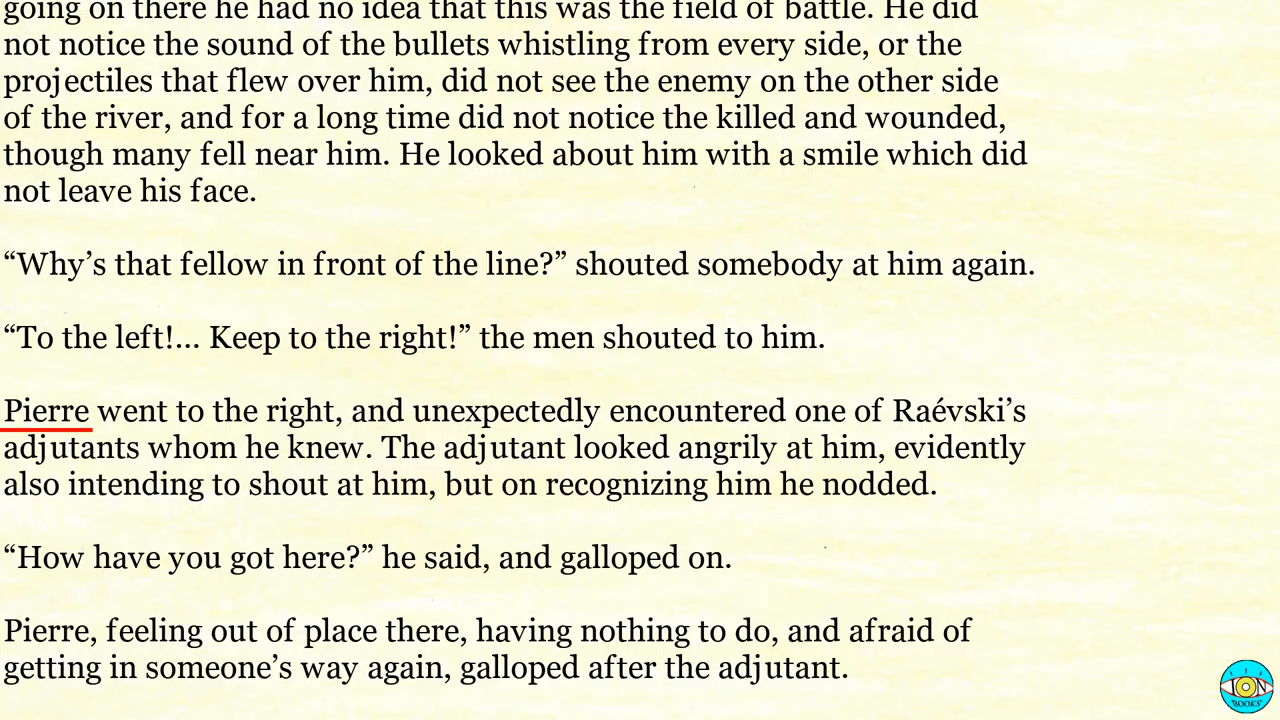 going on there he had no idea that this was the field of battle. He did
not notice the sound of the bullets whistling from every side, or the
projectiles that flew over him, did not see the enemy on the other side
of the river, and for a long time did not notice the killed and wounded,
though many fell near him. He looked about him with a smile which did
not leave his face.
“Why’s that fellow in front of the line?” shouted somebody at him again.
“To the left!... Keep to the right!” the men shouted to him.
Pierre went to the right, and unexpectedly encountered one of Raévski’s
adjutants whom he knew. The adjutant looked angrily at him, evidently
also intending to shout at him, but on recognizing him he nodded.
“How have you got here?” he said, and galloped on.
Pierre, feeling out of place there, having nothing to do, and afraid of
getting in someone’s way again, galloped after the adjutant.
ION
BOOKS